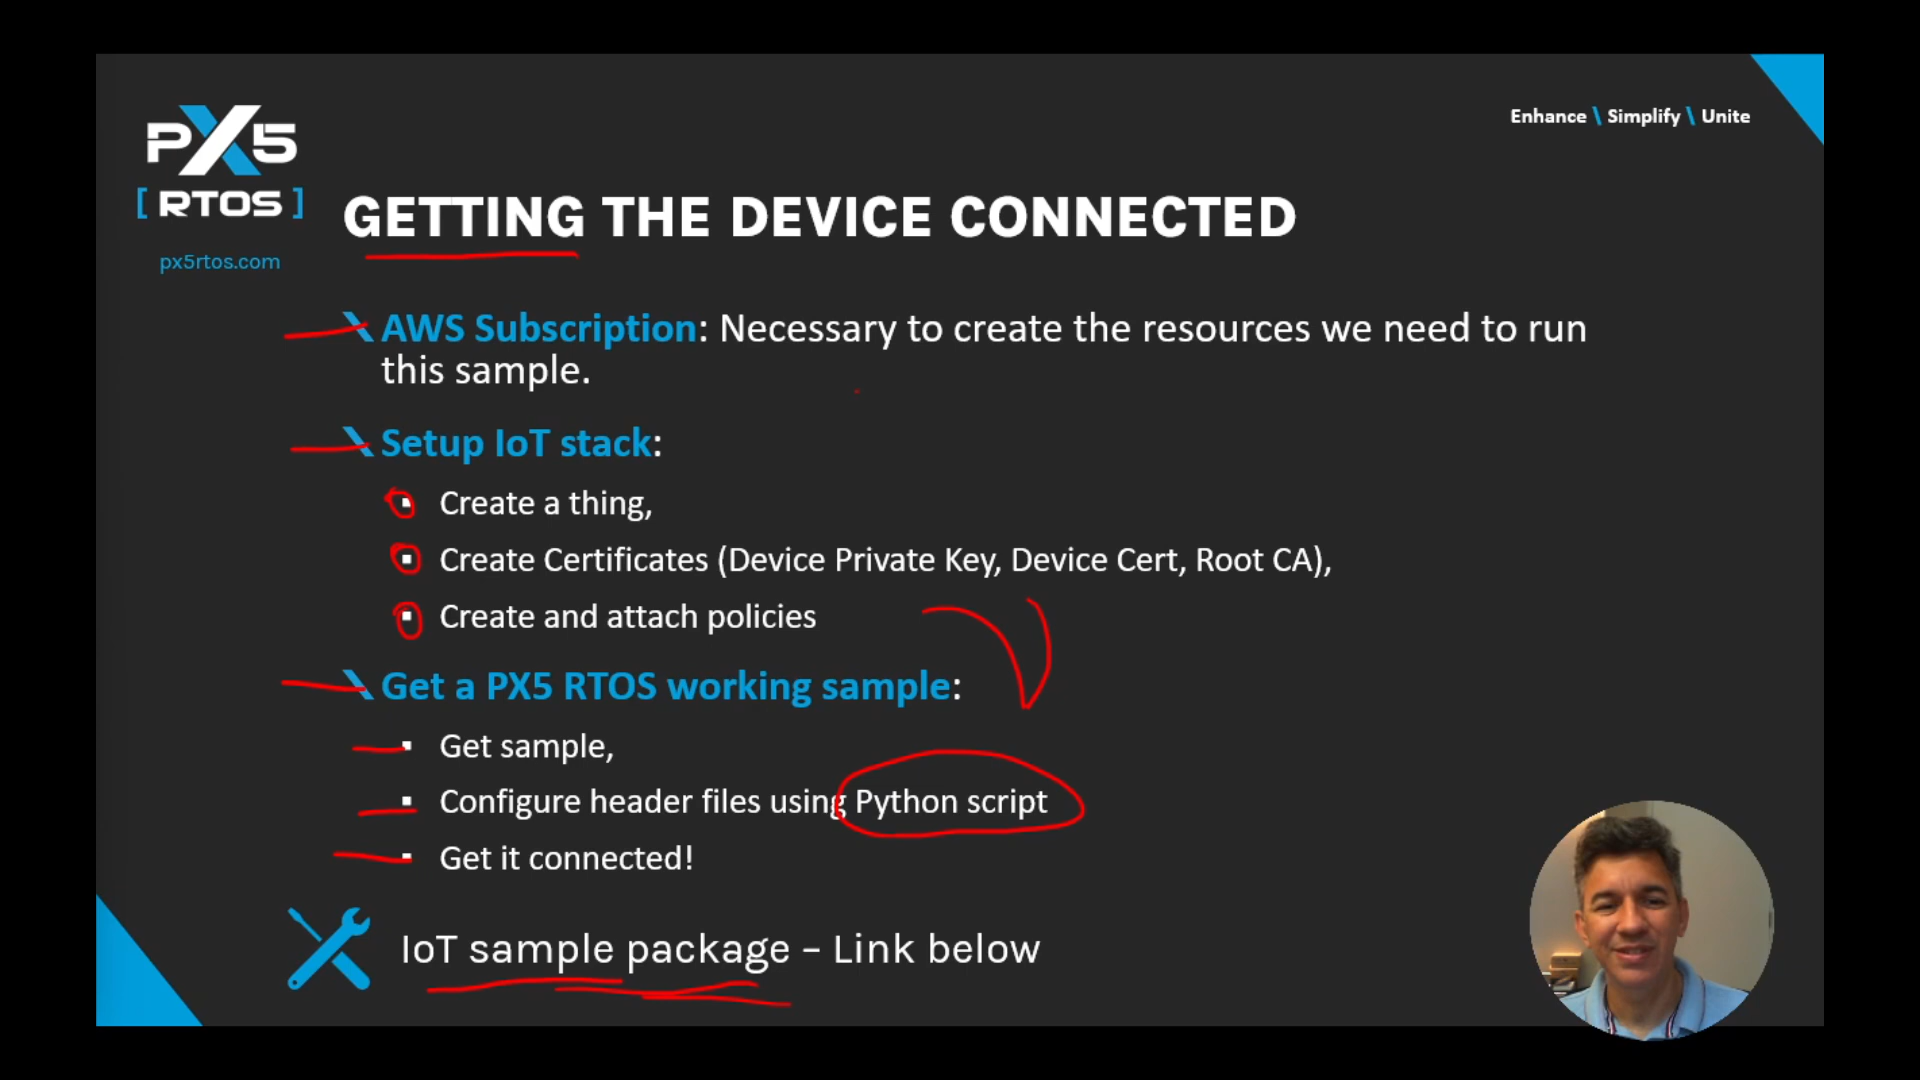 PX5
[ RTOS ]
px5rtos.com
Enhance \ Simplify \ Unite
GETTING THE DEVICE CONNECTED
AWS Subscription: Necessary to create the resources we need to run
this sample.
Setup IoT stack:
Create a thing,
Create Certificates (Device Private Key, Device Cert, Root CA),
Create and attach policies
Get a PX5 RTOS working sample:
Get sample,
Configure header files using Python script
Get it connected!
IoT sample package – Link below